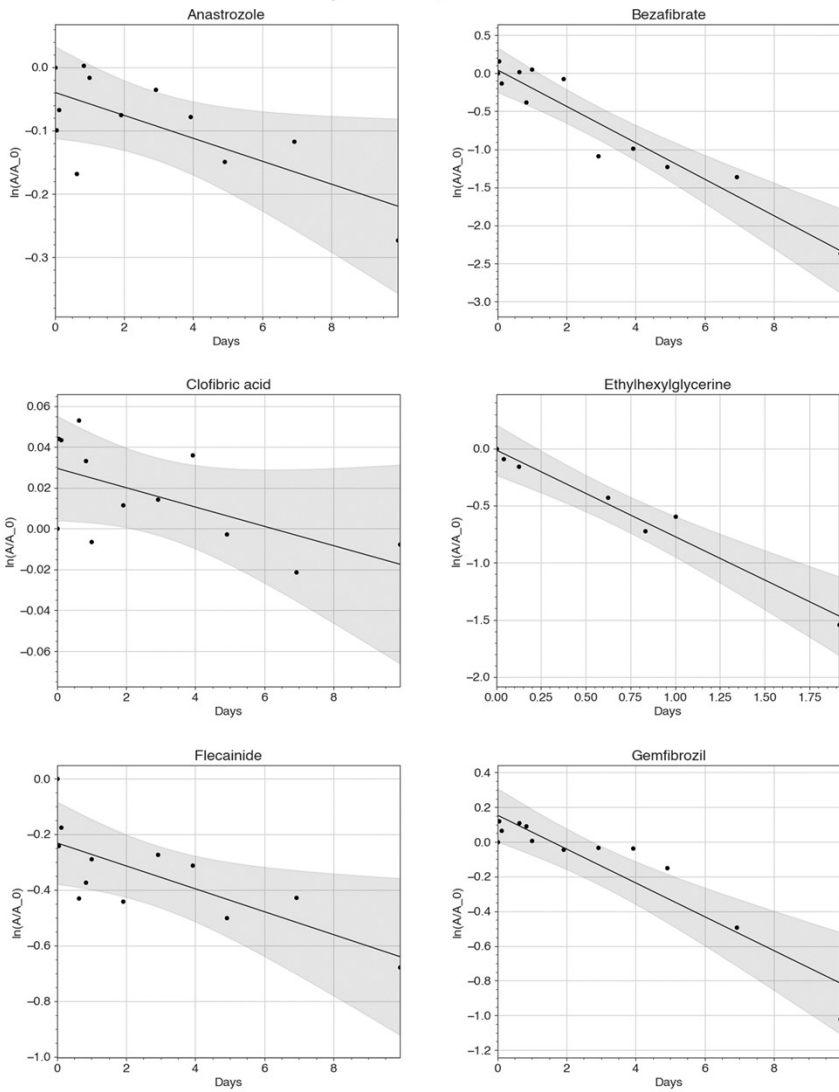 Anastrozole
0.0
−0.1
−0.2
−0.3
ln(A/A_0)
0 2 4 6 8
Days
Bezafibrate
0.5
0.0
−0.5
−1.0
−1.5
−2.0
−2.5
−3.0
ln(A/A_0)
0 2 4 6 8
Days
Clofibric acid
0.06
0.04
0.02
0.00
−0.02
−0.04
−0.06
ln(A/A_0)
0 2 4 6 8
Days
Ethylhexylglycerine
0.0
−0.5
−1.0
−1.5
−2.0
ln(A/A_0)
0.00 0.25 0.50 0.75 1.00 1.25 1.50 1.75
Days
Flecainide
0.0
−0.2
−0.4
−0.6
−0.8
−1.0
ln(A/A_0)
0 2 4 6 8
Days
Gemfibrozil
0.4
0.2
0.0
−0.2
−0.4
−0.6
−0.8
−1.0
−1.2
ln(A/A_0)
0 2 4 6 8
Days